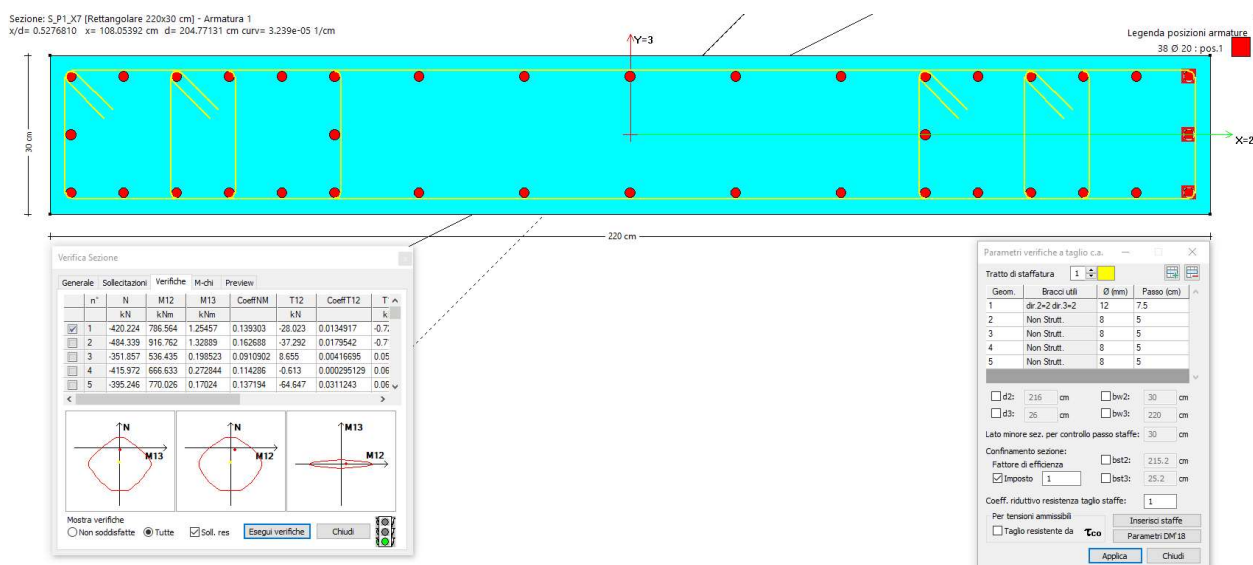 Sezione: S_P1_X7 [Rettangolare 220x30 cm] - Armatura 1
x/d= 0.5276810 x= 108.05392 cm d= 204.77131 cm curv= 3.239e-05 1/cm
Y=3
Legenda posizioni armature
38 Ø 20 : pos.1
30 cm
X=2
220 cm
Verifica Sezione
Generale Sollecitazioni Verifiche M-chi Preview
n° N M12 M13 CoeffNM T12 CoeffT12
kN kNm kNm kN
1 -420.224 786.564 1.25457 0.139303 -28.023 0.0134917
2 -484.339 916.762 1.32889 0.162688 -37.292 0.0179542
3 -351.857 536.435 0.198523 0.0910902 8.655 0.00416695
4 -415.972 666.633 0.272844 0.114286 -0.613 0.000295129
5 -395.246 770.026 0.17024 0.137194 -64.647 0.0311243
N
M13
N
M12
M13
M12
Mostra verifiche
Non soddisfatte Tutte Soll. res Esegui verifiche Chiudi
Parametri verifiche a taglio c.a.
Tratto di staffatura 1
Geom. Bracci utili Ø (mm) Passo (cm)
1 dir.2=2 dir.3=2 12 7.5
2 Non Strutt. 8 5
3 Non Strutt. 8 5
4 Non Strutt. 8 5
5 Non Strutt. 8 5
d2: 216 cm bw2: 30 cm
d3: 26 cm bw3: 220 cm
Lato minore sez. per controllo passo staffe: 30 cm
Confinamento sezione:
Fattore di efficienza
bst2: 215.2 cm
Imposto 1 bst3: 25.2 cm
Coeff. riduttivo resistenza taglio staffe: 1
Per tensioni ammissibili
Inserisci staffe
Taglio resistente da τco
Parametri DM'18
Applica Chiudi